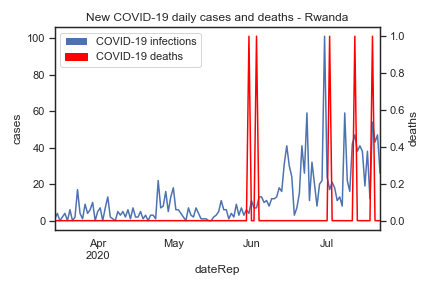 New COVID-19 daily cases and deaths - Rwanda
COVID-19 infections
COVID-19 deaths
100
80
60
40
20
0
cases
1.0
0.8
0.6
0.4
0.2
0.0
deaths
Apr
2020
May
Jun
Jul
dateRep